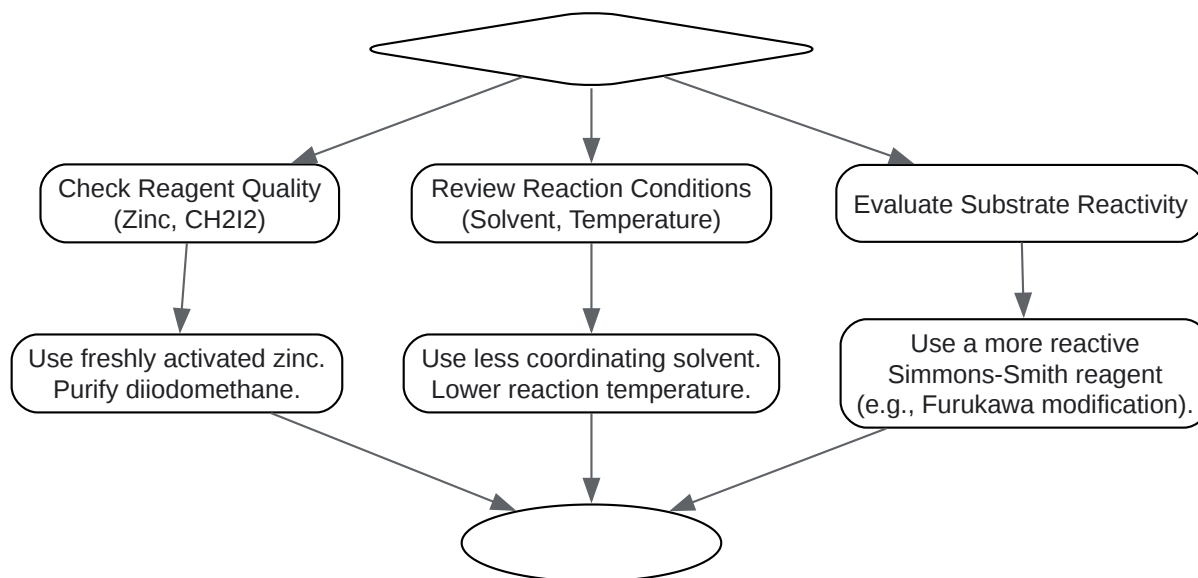 Check Reagent Quality
(Zinc, CH2I2)
Review Reaction Conditions
(Solvent, Temperature)
Evaluate Substrate Reactivity
Use freshly activated zinc.
Purify diiodomethane.
Use less coordinating solvent.
Lower reaction temperature.
Use a more reactive
Simmons-Smith reagent
(e.g., Furukawa modification).